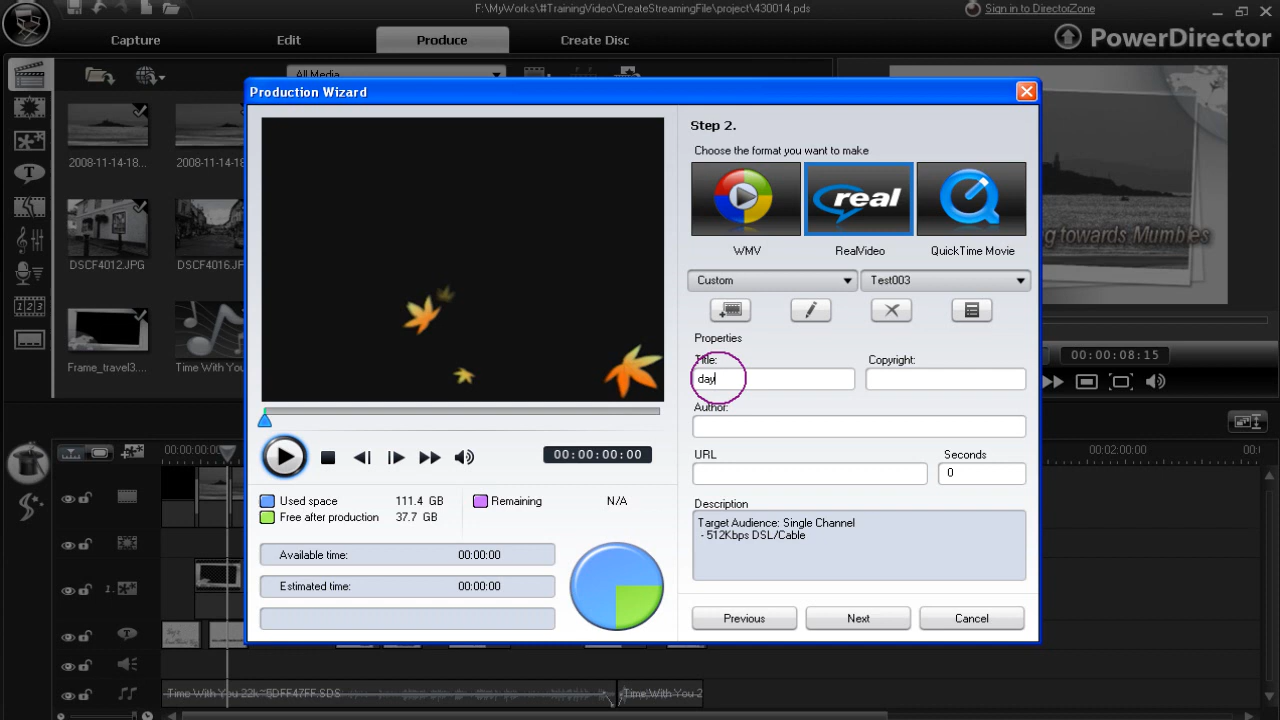 F:\MyWorks\#TrainingVideo\CreateStreamingFile\project\430014.pds
Sign in to DirectorZone
Capture
Edit
Produce
Create Disc
PowerDirector
All Media
Production Wizard
2008-11-14-18...
2008-11-14-18
DSCF4012.JPG
DSCF4016.JP
Frame_travel3...
Time With You
Step 2.
Choose the format you want to make
real
WMV
RealVideo
QuickTime Movie
g towards Mumbles
Custom
Test003
Properties
Title:
Copyright:
day
Author:
URL
Seconds
0
Description
Target Audience: Single Channel
- 512Kbps DSL/Cable
00:00:00:00
00:00:08:15
Used space
111.4 GB
Remaining
N/A
Free after production
37.7 GB
Available time:
00:00:00
Estimated time:
00:00:00
Previous
Next
Cancel
00:00:00:0
00:02:00:00
1.
Time With You 22k~5DFF47FF.SDS
Time With You 2